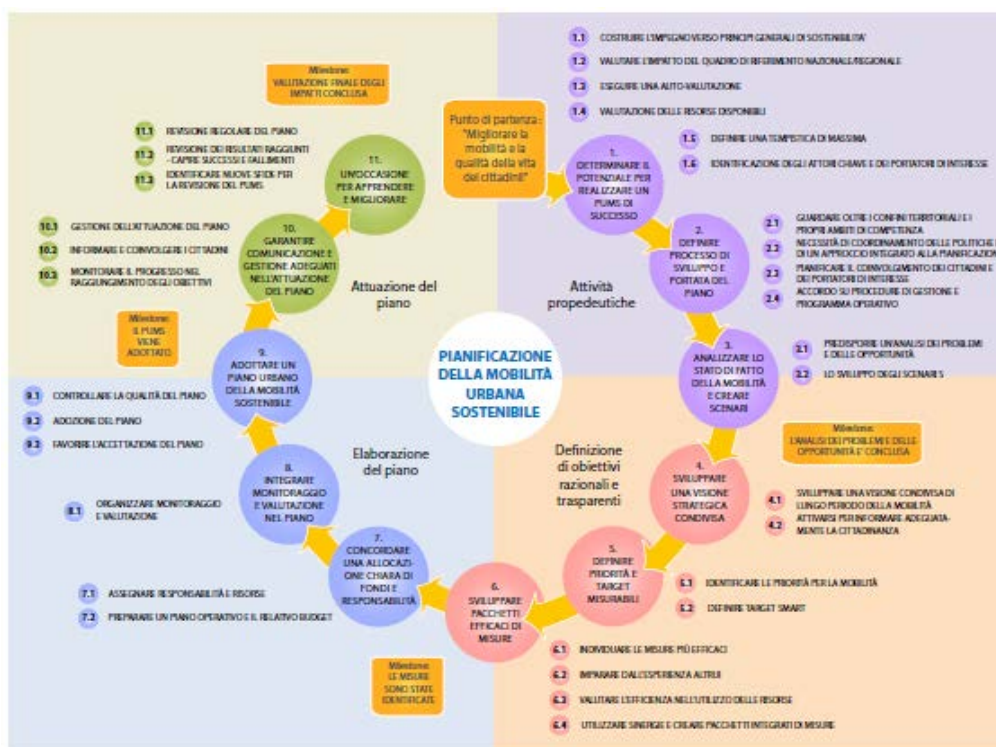 PIANIFICAZIONE
DELLA MOBILITÀ
URBANA
SOSTENIBILE
Punto di partenza:
"Migliorare la
mobilità e la
qualità della vita
dei cittadini!"
Attività
propedeutiche
1.
DETERMINARE IL
POTENZIALE PER
REALIZZARE UN
PUMS DI
SUCCESSO
1.1 COSTRUIRE L'IMPEGNO VERSO PRINCIPI GENERALI DI SOSTENIBILITA'
1.2 VALUTARE L'IMPATTO DEL QUADRO DI RIFERIMENTO NAZIONALE/REGIONALE
1.3 ESEGUIRE UNA AUTO-VALUTAZIONE
1.4 VALUTAZIONE DELLE RISORSE DISPONIBILI
1.5 DEFINIRE UNA TEMPISTICA DI MASSIMA
1.6 IDENTIFICAZIONE DEGLI ATTORI CHIAVE E DEI PORTATORI DI INTERESSE
2.
DEFINIRE
PROCESSO DI
SVILUPPO E
PORTATA DEL
PIANO
2.1 GUARDARE OLTRE I CONFINI TERRITORIALI E I
PROPRI AMBITI DI COMPETENZA
2.2 NECESSITÀ DI COORDINAMENTO DELLE POLITICHE
DI UN APPROCCIO INTEGRATO ALLA PIANIFICAZIONE
2.3 PIANIFICARE IL COINVOLGIMENTO DEI CITTADINI E
DEI PORTATORI DI INTERESSE
2.4 ACCORDO SU PROCEDURE DI GESTIONE E
PROGRAMMA OPERATIVO
3.
ANALIZZARE LO
STATO DI FATTO
DELLA MOBILITÀ
E CREARE
SCENARI
3.1 PREDISPORRE UN'ANALISI DEI PROBLEMI
E DELLE OPPORTUNITÀ
3.2 LO SVILUPPO DEGLI SCENARI S
Milestone:
L'ANALISI DEI PROBLEMI E DELLE
OPPORTUNITÀ E' CONCLUSA
Definizione
di obiettivi
razionali e
trasparenti
4.
SVILUPPARE
UNA VISIONE
STRATEGICA
CONDIVISA
4.1 SVILUPPARE UNA VISIONE CONDIVISA DI
LUNGO PERIODO DELLA MOBILITÀ
4.2 ATTIVARSI PER INFORMARE ADEGUATA-
MENTE LA CITTADINANZA
5.
DEFINIRE
PRIORITÀ E
TARGET
MISURABILI
5.1 IDENTIFICARE LE PRIORITÀ PER LA MOBILITÀ
5.2 DEFINIRE TARGET SMART
6.
SVILUPPARE
PACCHETTI
EFFICACI DI
MISURE
6.1 INDIVIDUARE LE MISURE PIÙ EFFICACI
6.2 IMPARARE DALL'ESPERIENZA ALTRUI
6.3 VALUTARE L'EFFICIENZA NELL'UTILIZZO DELLE RISORSE
6.4 UTILIZZARE SINERGIE E CREARE PACCHETTI INTEGRATI DI MISURE
Milestone:
LE MISURE
SONO STATE
IDENTIFICATE
Elaborazione
del piano
7.
CONCORDARE
UNA ALLOCAZI-
ONE CHIARA DI
FONDI E
RESPONSABILITÀ
7.1 ASSEGNARE RESPONSABILITÀ E RISORSE
7.2 PREPARARE UN PIANO OPERATIVO E IL RELATIVO BUDGET
8.
INTEGRARE
MONITORAGGIO
E VALUTAZIONE
NEL PIANO
8.1 ORGANIZZARE MONITORAGGIO
E VALUTAZIONE
9.
ADOTTARE UN
PIANO URBANO
DELLA MOBILITÀ
SOSTENIBILE
9.1 CONTROLLARE LA QUALITÀ DEL PIANO
9.2 ADOZIONE DEL PIANO
9.3 FAVORIRE L'ACCETTAZIONE DEL PIANO
Milestone:
IL PUMS
VIENE
ADOTTATO
Attuazione del
piano
10.
GARANTIRE
COMUNICAZIONE E
GESTIONE ADEGUATI
NELL'ATTUAZIONE
DEL PIANO
10.1 GESTIONE DELL'ATTUAZIONE DEL PIANO
10.2 INFORMARE E COINVOLGERE I CITTADINI
10.3 MONITORARE IL PROGRESSO NEL
RAGGIUNGIMENTO DEGLI OBIETTIVI
11.
UN'OCCASIONE
PER APPRENDERE
E MIGLIORARE
11.1 REVISIONE REGOLARE DEL PIANO
11.2 REVISIONE DEI RISULTATI RAGGIUNTI
- CAPIRE SUCCESSI E FALLIMENTI
11.3 IDENTIFICARE NUOVE SFIDE PER
LA REVISIONE DEL PUMS
Milestone:
VALUTAZIONE FINALE DEGLI
IMPATTI CONCLUSA